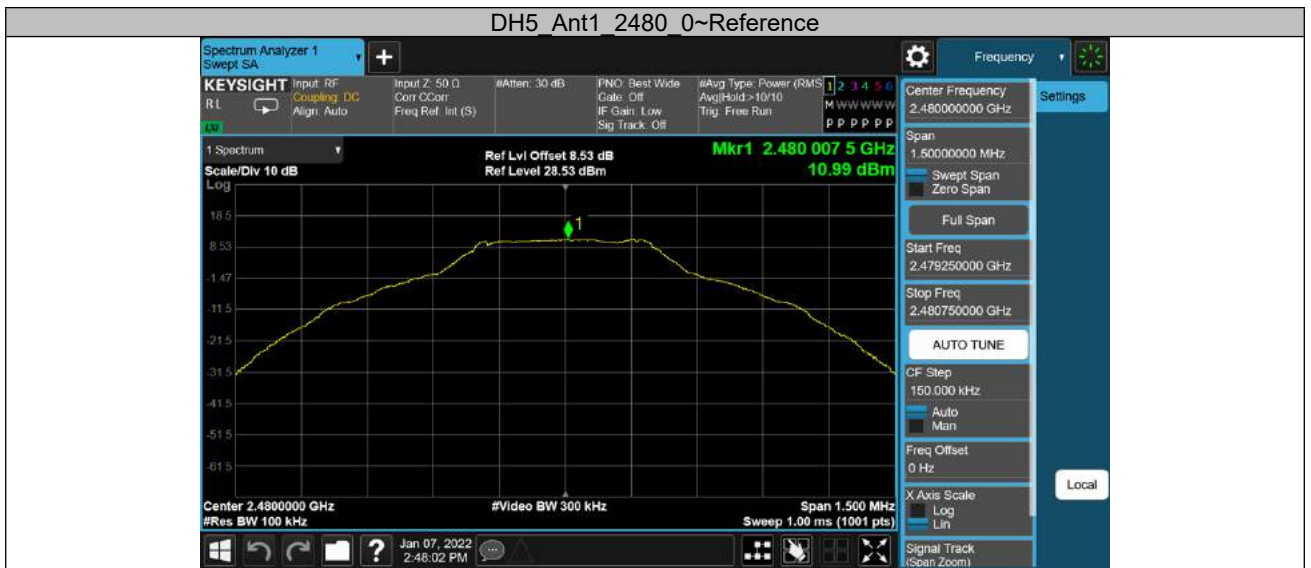 DH5_Ant1_2480_0~Reference
Spectrum Analyzer 1
Swept SA
+
Frequency
KEYSIGHT
RL
Input: RF
Coupling: DC
Align: Auto
Input Z: 50 Ω
Corr CCorr
Freq Ref: Int (S)
#Atten: 30 dB
PNO: Best Wide
Gate: Off
IF Gain: Low
Sig Track: Off
#Avg Type: Power (RMS
Avg|Hold:>10/10
Trig: Free Run
1 2 3 4 5 6
M W W W W W
P P P P P P
1 Spectrum
Scale/Div 10 dB
Log
Ref Lvl Offset 8.53 dB
Ref Level 28.53 dBm
Mkr1 2.480 007 5 GHz
10.99 dBm
1
18.5
8.53
-1.47
-11.5
-21.5
-31.5
-41.5
-51.5
-61.5
Center 2.4800000 GHz
#Res BW 100 kHz
#Video BW 300 kHz
Span 1.500 MHz
Sweep 1.00 ms (1001 pts)
Center Frequency
2.480000000 GHz
Span
1.50000000 MHz
Swept Span
Zero Span
Full Span
Start Freq
2.479250000 GHz
Stop Freq
2.480750000 GHz
AUTO TUNE
CF Step
150.000 kHz
Auto
Man
Freq Offset
0 Hz
X Axis Scale
Log
Lin
Signal Track
(Span Zoom)
Settings
Local
?
Jan 07, 2022
2:48:02 PM